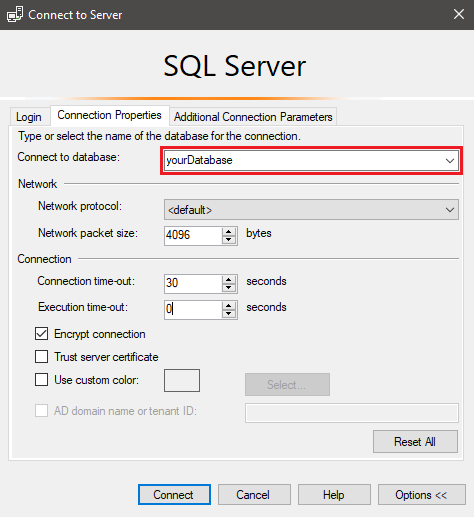 Connect to Server
SQL Server
Login Connection Properties Additional Connection Parameters
Type or select the name of the database for the connection.
Connect to database: yourDatabase
Network
Network protocol: <default>
Network packet size: 4096 bytes
Connection
Connection time-out: 30 seconds
Execution time-out: 0 seconds
Encrypt connection
Trust server certificate
Use custom color: Select...
AD domain name or tenant ID:
Reset All
Connect Cancel Help Options <<